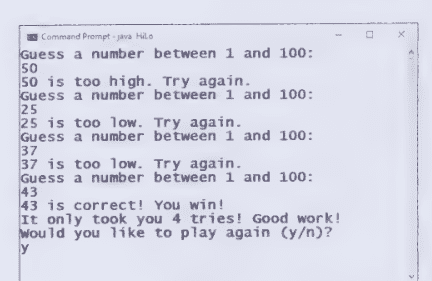 Command Prompt - java HiLo
Guess a number between 1 and 100:
50
50 is too high. Try again.
Guess a number between 1 and 100:
25
25 is too low. Try again.
Guess a number between 1 and 100:
37
37 is too low. Try again.
Guess a number between 1 and 100:
43
43 is correct! You win!
It only took you 4 tries! Good work!
Would you like to play again (y/n)?
y